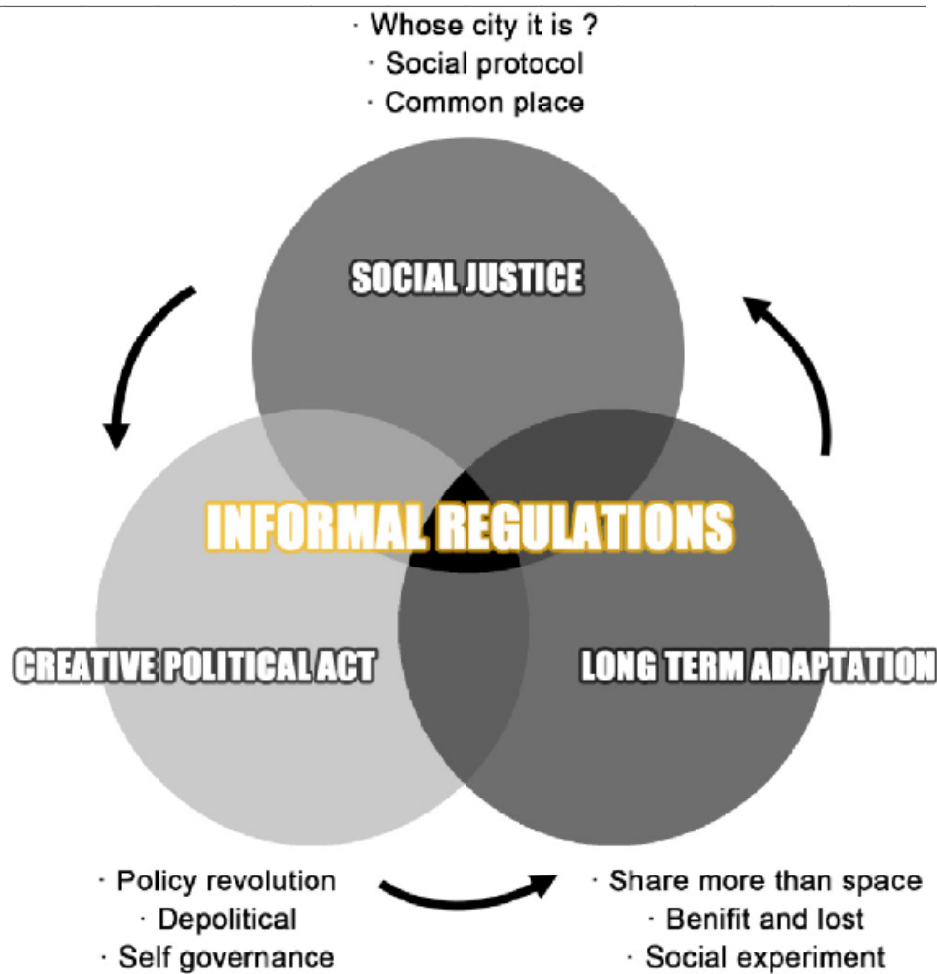 · Whose city it is ?
· Social protocol
· Common place
SOCIAL JUSTICE
INFORMAL REGULATIONS
CREATIVE POLITICAL ACT
LONG TERM ADAPTATION
· Policy revolution
· Depolitical
· Self governance
· Share more than space
· Benifit and lost
· Social experiment